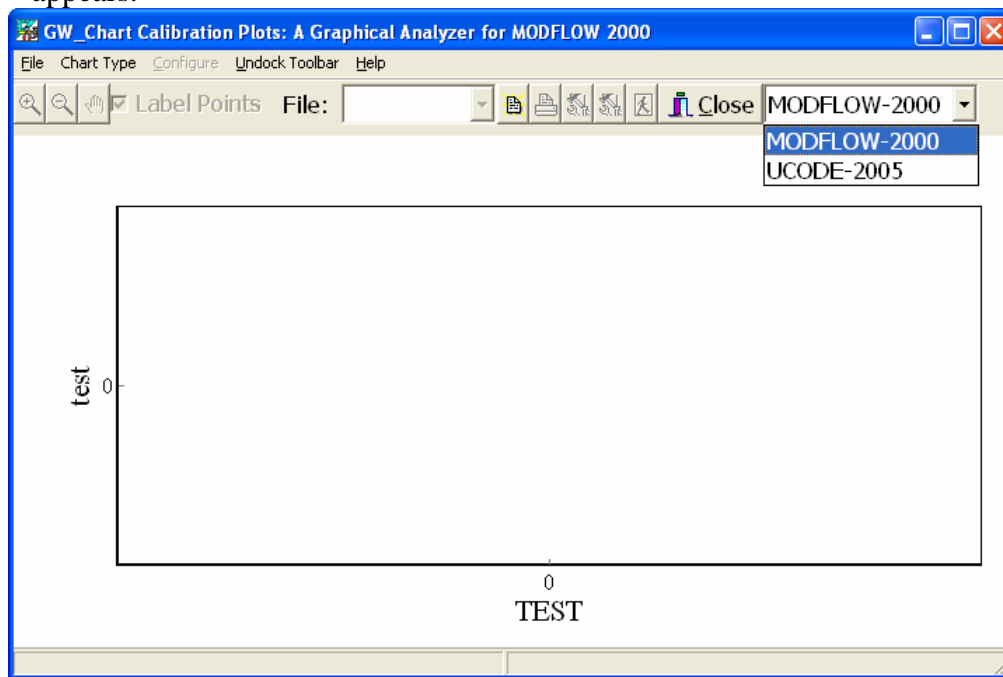 appears.
GW_Chart Calibration Plots: A Graphical Analyzer for MODFLOW 2000
File Chart Type Configure Undock Toolbar Help
Label Points File: Close MODFLOW-2000
MODFLOW-2000
UCODE-2005
test
0
0
TEST